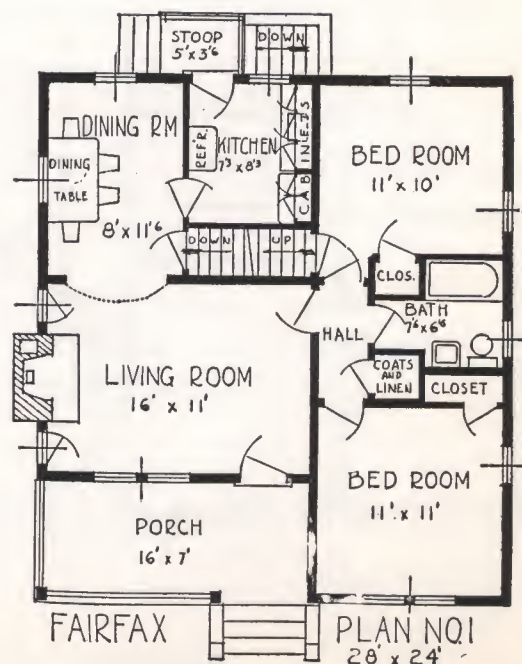 STOOP
5' x 3'6
DOWN
DINING RM
8' x 11'6
DINING
TABLE
REFR.
KITCHEN
7'3 x 8'3
CABINETS
BED ROOM
11' x 10'
DOWN
UP
CLOS.
BATH
7'6 x 6'6
HALL
COATS
AND
LINEN
CLOSET
LIVING ROOM
16' x 11'
BED ROOM
11' x 11'
PORCH
16' x 7'
FAIRFAX
PLAN NO.1
28' x 24'